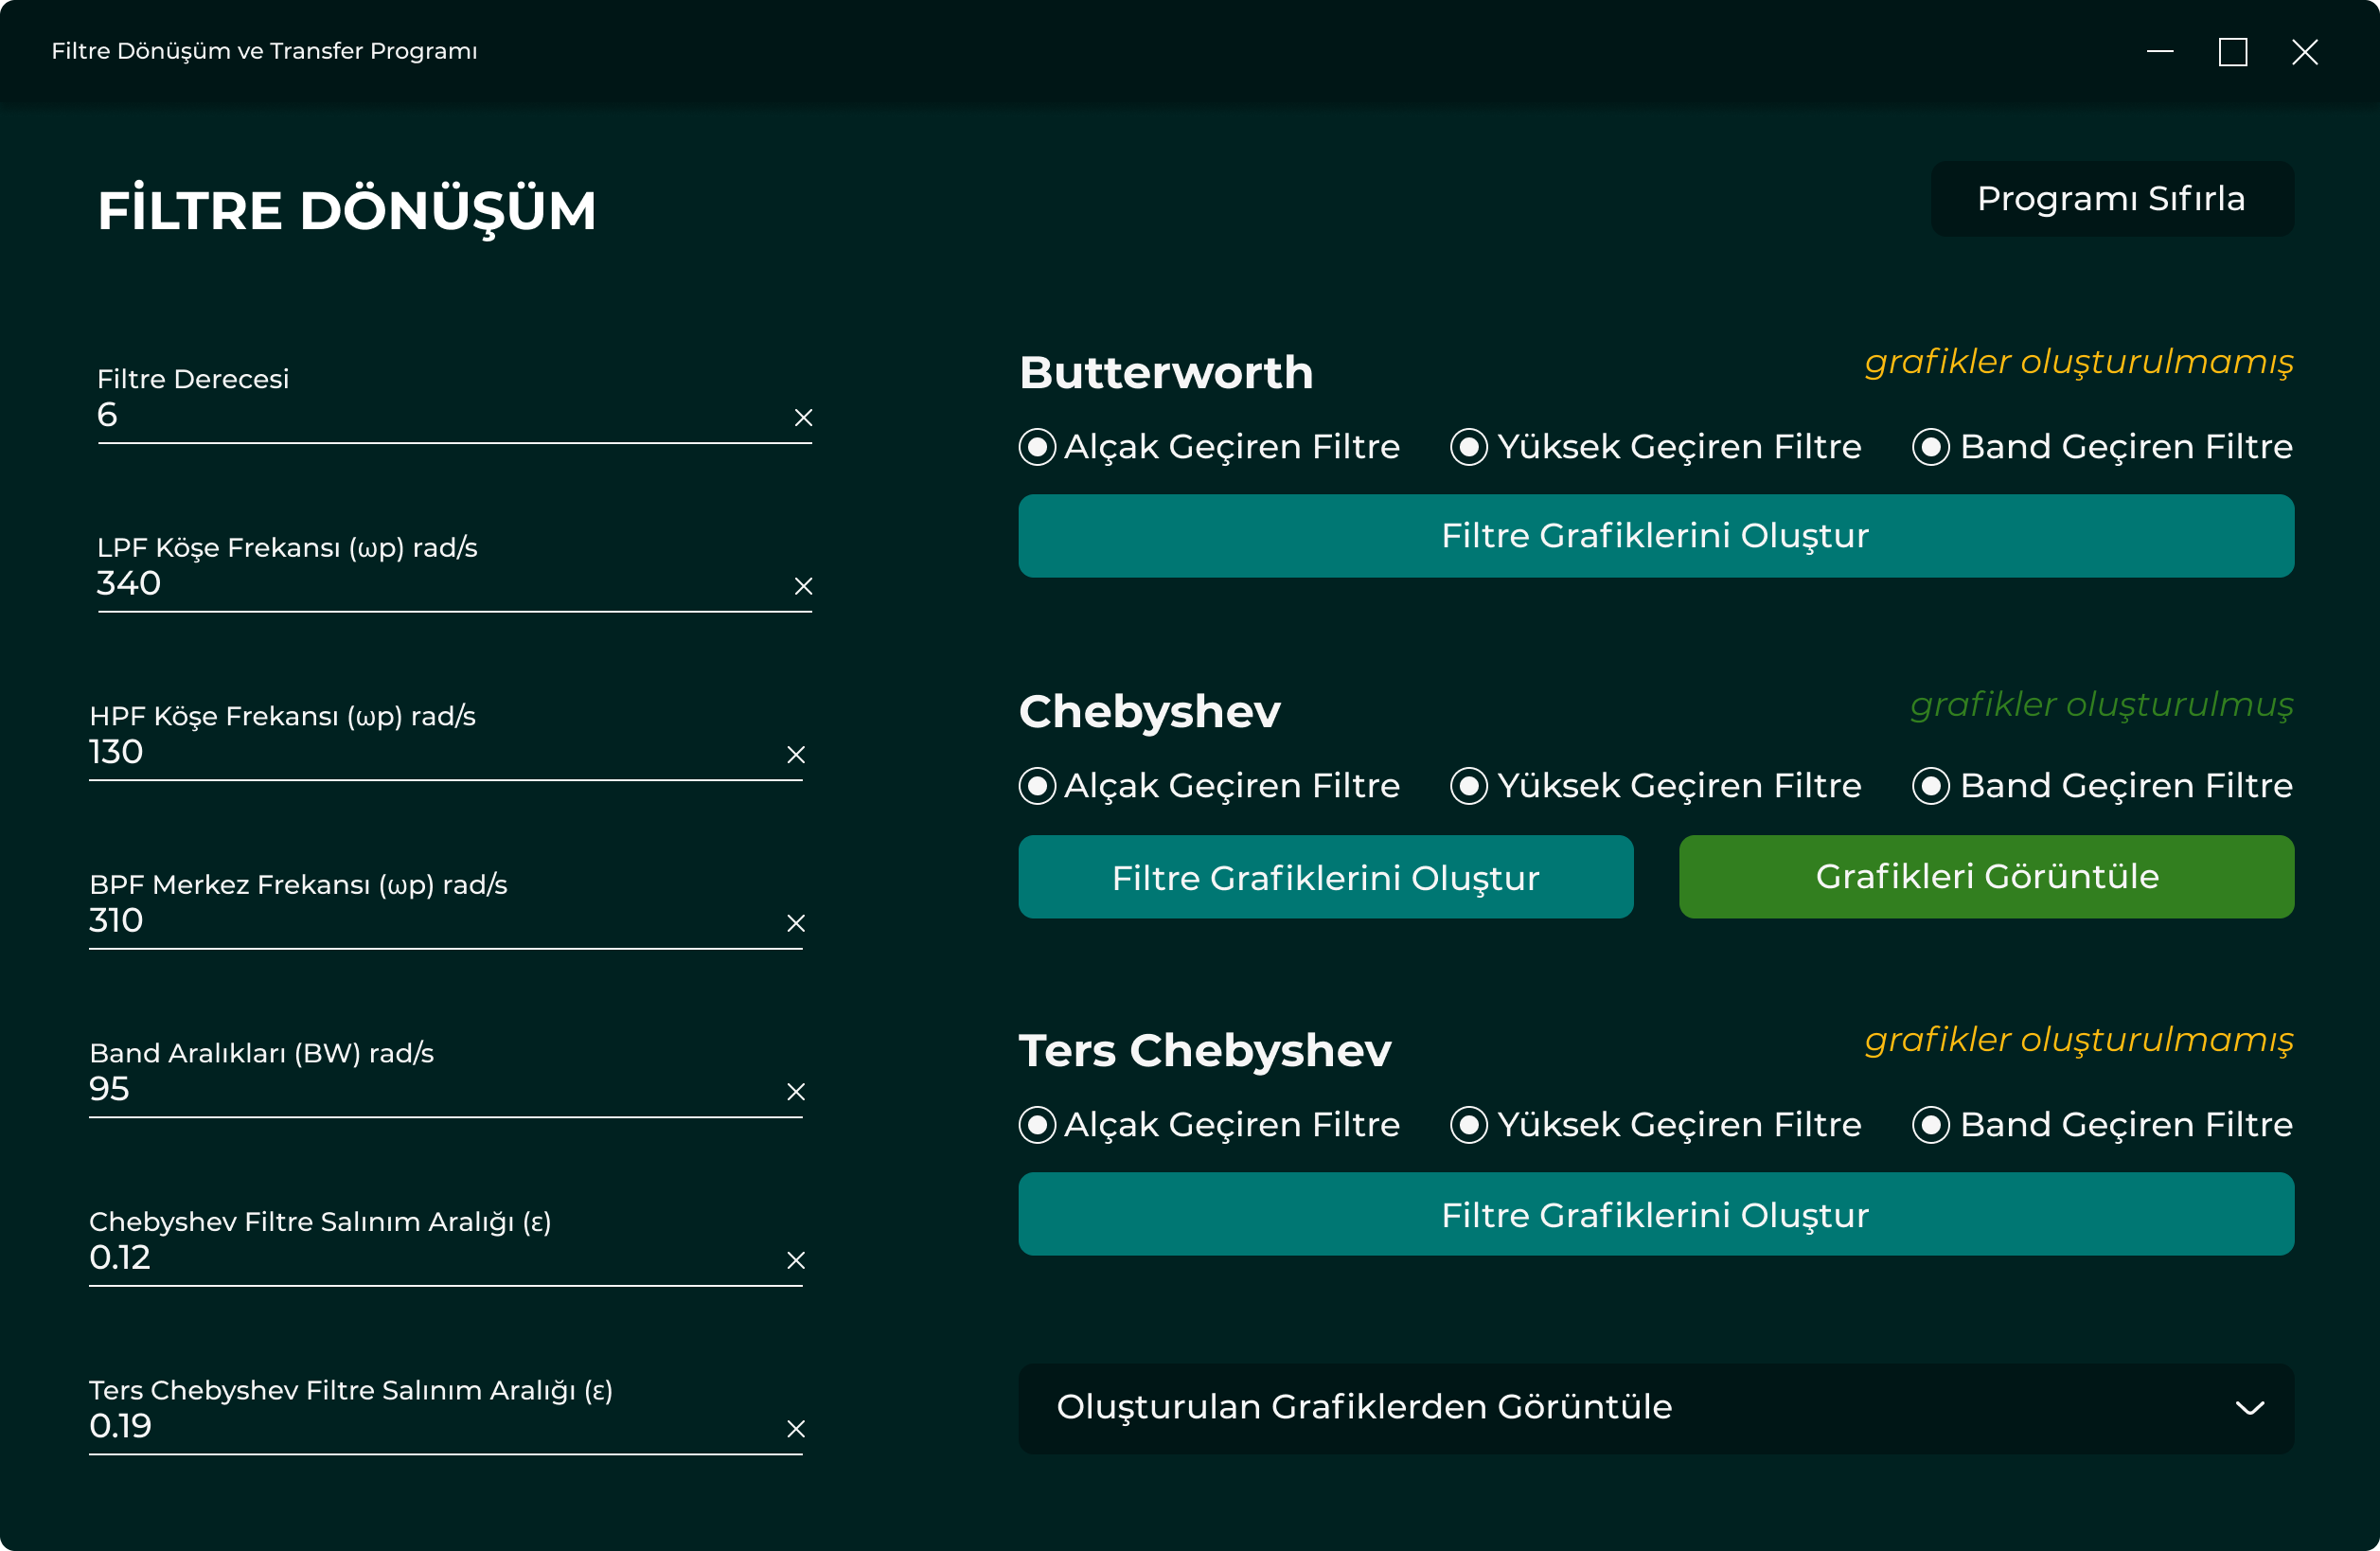 Filtre Dönüşüm ve Transfer Programı
FİLTRE DÖNÜŞÜM
Programı Sıfırla
Filtre Derecesi
6
LPF Köşe Frekansı (ωp) rad/s
340
HPF Köşe Frekansı (ωp) rad/s
130
BPF Merkez Frekansı (ωp) rad/s
310
Band Aralıkları (BW) rad/s
95
Chebyshev Filtre Salınım Aralığı (ε)
0.12
Ters Chebyshev Filtre Salınım Aralığı (ε)
0.19
Butterworth
grafikler oluşturulmamış
Alçak Geçiren Filtre Yüksek Geçiren Filtre Band Geçiren Filtre
Filtre Grafiklerini Oluştur
Chebyshev
grafikler oluşturulmuş
Alçak Geçiren Filtre Yüksek Geçiren Filtre Band Geçiren Filtre
Filtre Grafiklerini Oluştur
Grafikleri Görüntüle
Ters Chebyshev
grafikler oluşturulmamış
Alçak Geçiren Filtre Yüksek Geçiren Filtre Band Geçiren Filtre
Filtre Grafiklerini Oluştur
Oluşturulan Grafiklerden Görüntüle